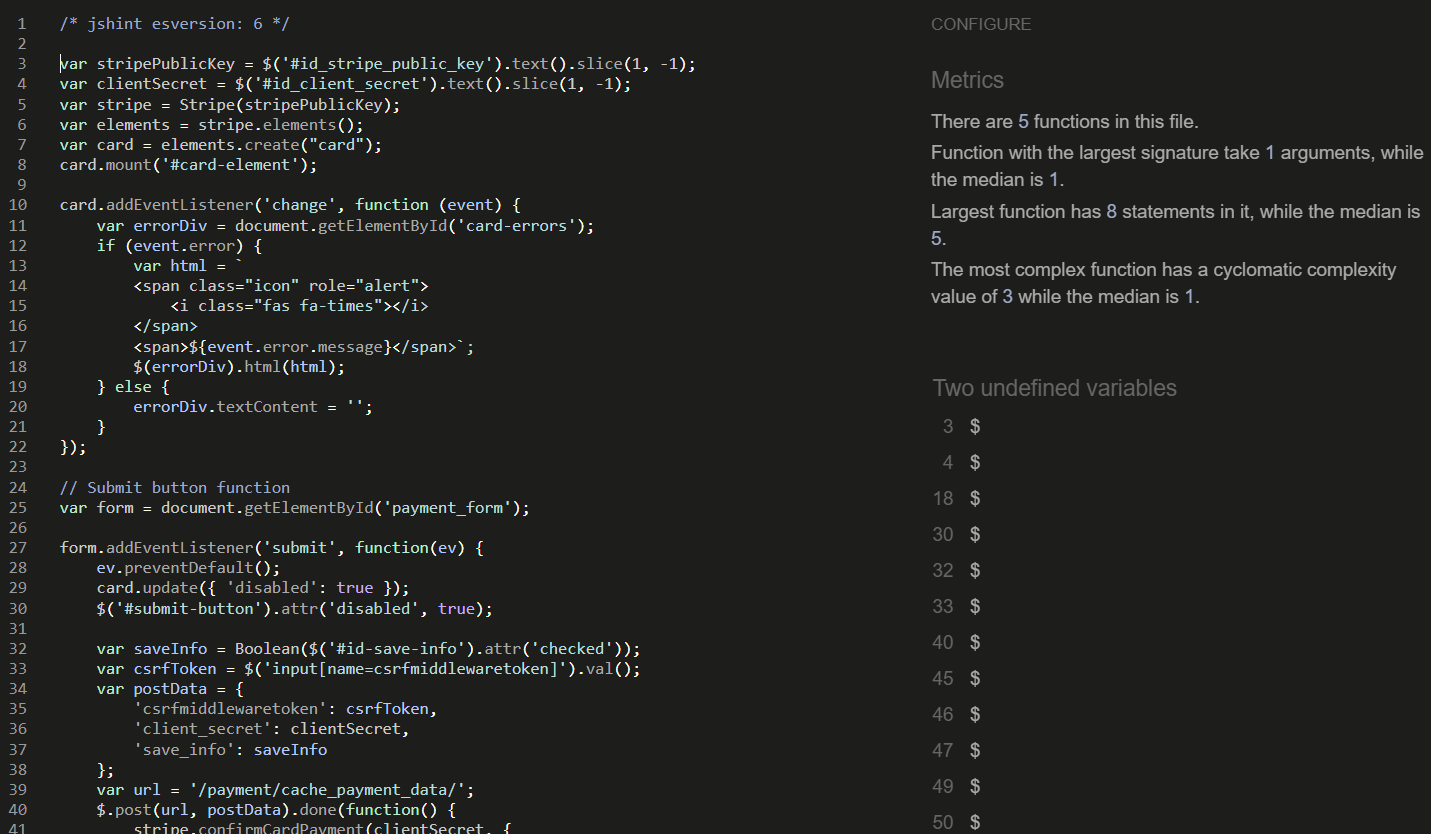 1 /* jshint esversion: 6 */
2
3 var stripePublicKey = $('#id_stripe_public_key').text().slice(1, -1);
4 var clientSecret = $('#id_client_secret').text().slice(1, -1);
5 var stripe = Stripe(stripePublicKey);
6 var elements = stripe.elements();
7 var card = elements.create("card");
8 card.mount('#card-element');
9
10 card.addEventListener('change', function (event) {
11     var errorDiv = document.getElementById('card-errors');
12     if (event.error) {
13         var html = `
14         <span class="icon" role="alert">
15             <i class="fas fa-times"></i>
16         </span>
17         <span>${event.error.message}</span>`;
18         $(errorDiv).html(html);
19     } else {
20         errorDiv.textContent = '';
21     }
22 });
23
24 // Submit button function
25 var form = document.getElementById('payment_form');
26
27 form.addEventListener('submit', function(ev) {
28     ev.preventDefault();
29     card.update({ 'disabled': true });
30     $('#submit-button').attr('disabled', true);
31
32     var saveInfo = Boolean($('#id-save-info').attr('checked'));
33     var csrfToken = $('input[name=csrfmiddlewaretoken]').val();
34     var postData = {
35         'csrfmiddlewaretoken': csrfToken,
36         'client_secret': clientSecret,
37         'save_info': saveInfo
38     };
39     var url = '/payment/cache_payment_data/';
40     $.post(url, postData).done(function() {
41         stripe.confirmCardPayment(clientSecret, {
CONFIGURE
Metrics
There are 5 functions in this file.
Function with the largest signature take 1 arguments, while
the median is 1.
Largest function has 8 statements in it, while the median is
5.
The most complex function has a cyclomatic complexity
value of 3 while the median is 1.
Two undefined variables
3 $
4 $
18 $
30 $
32 $
33 $
40 $
45 $
46 $
47 $
49 $
50 $